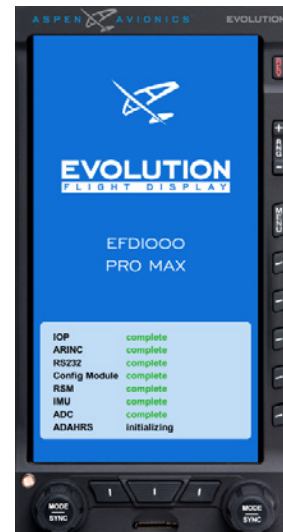 ASPEN AVIONICS
EVOLUTION
EVOLUTION
FLIGHT DISPLAY
EFD1000
PRO MAX
IOP complete
ARINC complete
RS232 complete
Config Module complete
RSM complete
IMU complete
ADC complete
ADAHRS initializing
MENU
MODE
SYNC
MODE
SYNC